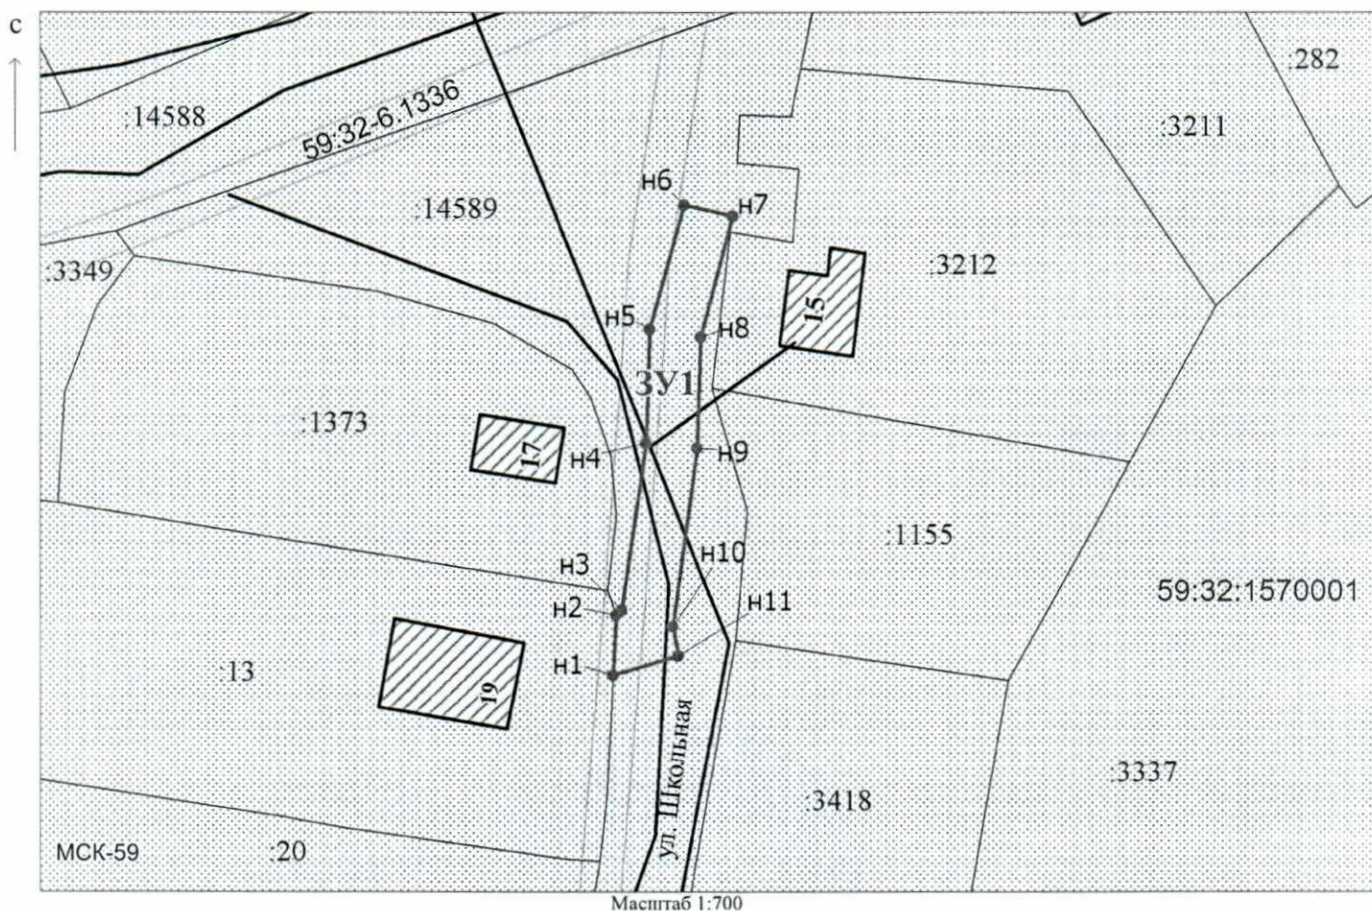 с
:282
:14588
59:32-6.1336
:3211
н6
н7
:14589
:3349
:3212
н5
15
н8
ЗУ1
:1373
17
н4
н9
:1155
н10
н3
59:32:1570001
н2
н11
н1
:13
19
ул. Школьная
:3337
:3418
МСК-59
:20
Масштаб 1:700